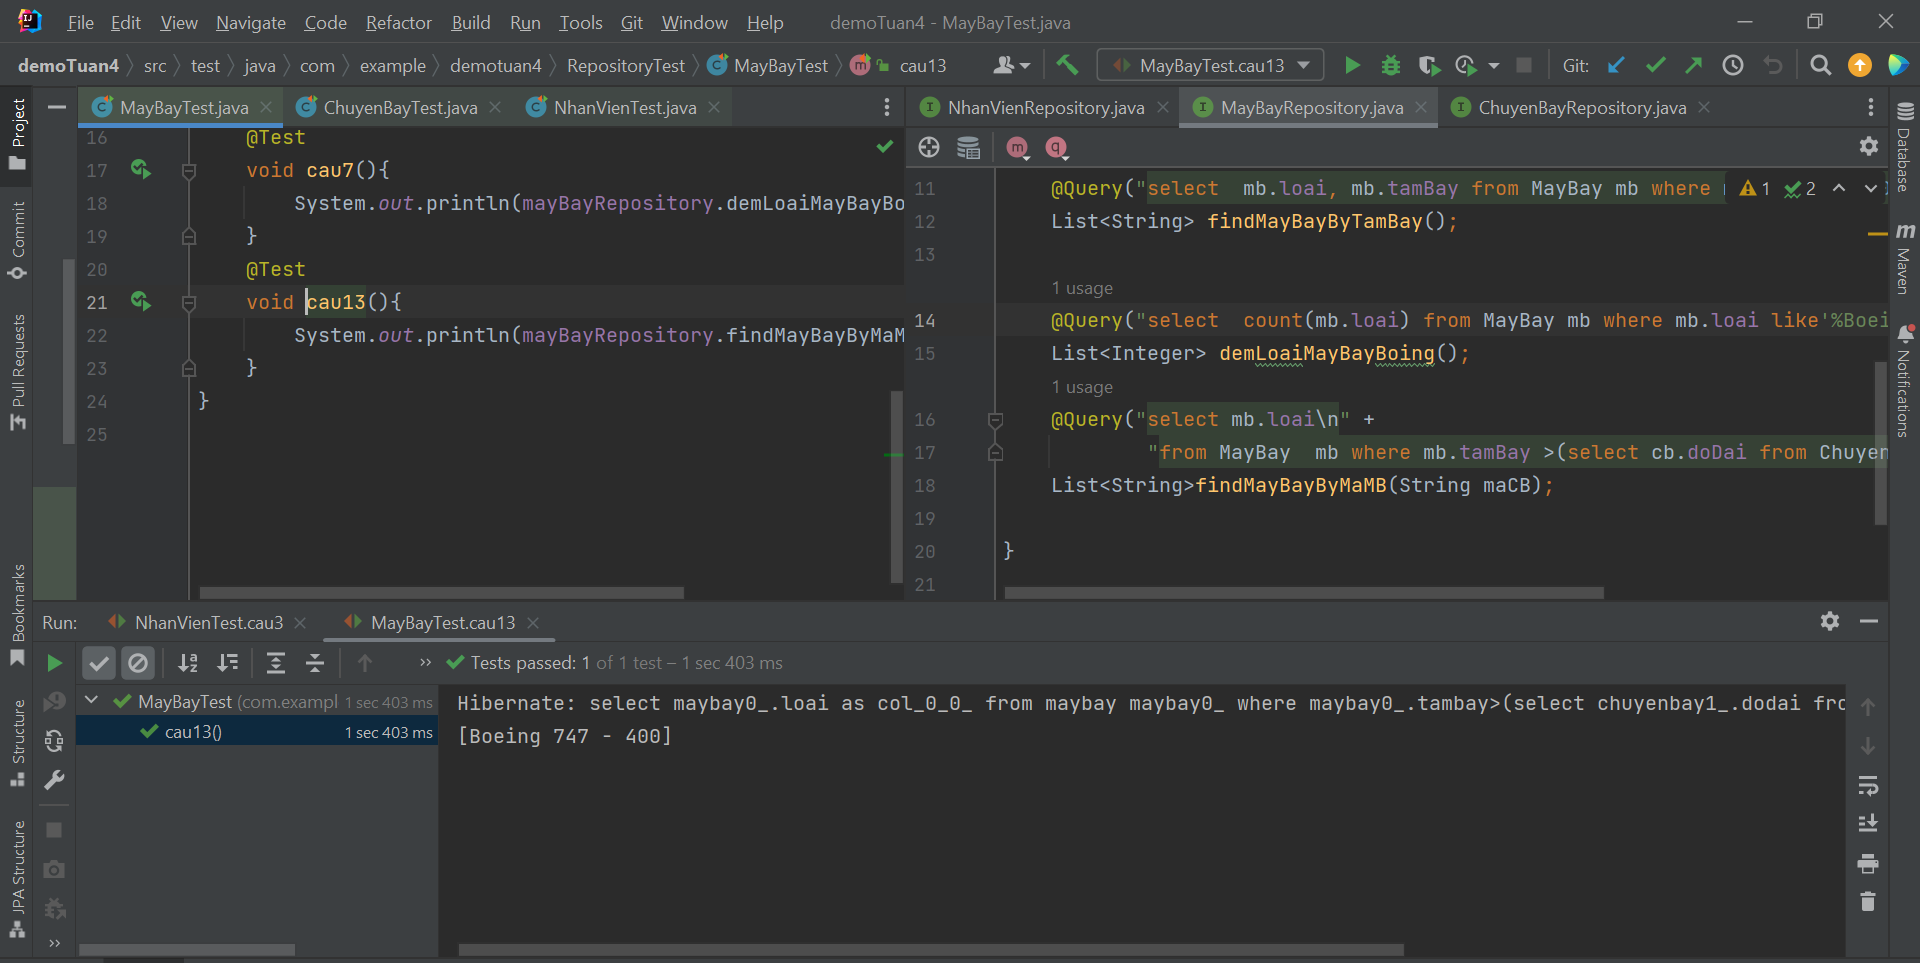 File Edit View Navigate Code Refactor Build Run Tools Git Window Help demoTuan4 - MayBayTest.java
demoTuan4 src test java com example demotuan4 RepositoryTest MayBayTest cau13 MayBayTest.cau13 Git:
Project
Commit
Pull Requests
Bookmarks
Structure
JPA Structure
MayBayTest.java ChuyenBayTest.java NhanVienTest.java
16 @Test
17 void cau7(){
18 System.out.println(mayBayRepository.demLoaiMayBayBo
19 }
20 @Test
21 void cau13(){
22 System.out.println(mayBayRepository.findMayBayByMaM
23 }
24 }
25
NhanVienRepository.java MayBayRepository.java ChuyenBayRepository.java
11 @Query("select  mb.loai, mb.tamBay from MayBay mb where 1 2
12 List<String> findMayBayByTamBay();
13
1 usage
14 @Query("select  count(mb.loai) from MayBay mb where mb.loai like'%Boei
15 List<Integer> demLoaiMayBayBoing();
1 usage
16 @Query("select mb.loai\n" +
17 "from MayBay  mb where mb.tamBay >(select cb.doDai from Chuyen
18 List<String>findMayBayByMaMB(String maCB);
19
20 }
21
Database
Maven
Notifications
Run: NhanVienTest.cau3 MayBayTest.cau13
Tests passed: 1 of 1 test – 1 sec 403 ms
MayBayTest (com.exampl 1 sec 403 ms
cau13() 1 sec 403 ms
Hibernate: select maybay0_.loai as col_0_0_ from maybay maybay0_ where maybay0_.tambay>(select chuyenbay1_.dodai fro
[Boeing 747 - 400]